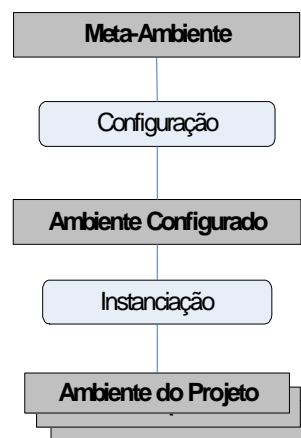 Meta-Ambiente
Configuração
Ambiente Configurado
Instanciação
Ambiente do Projeto